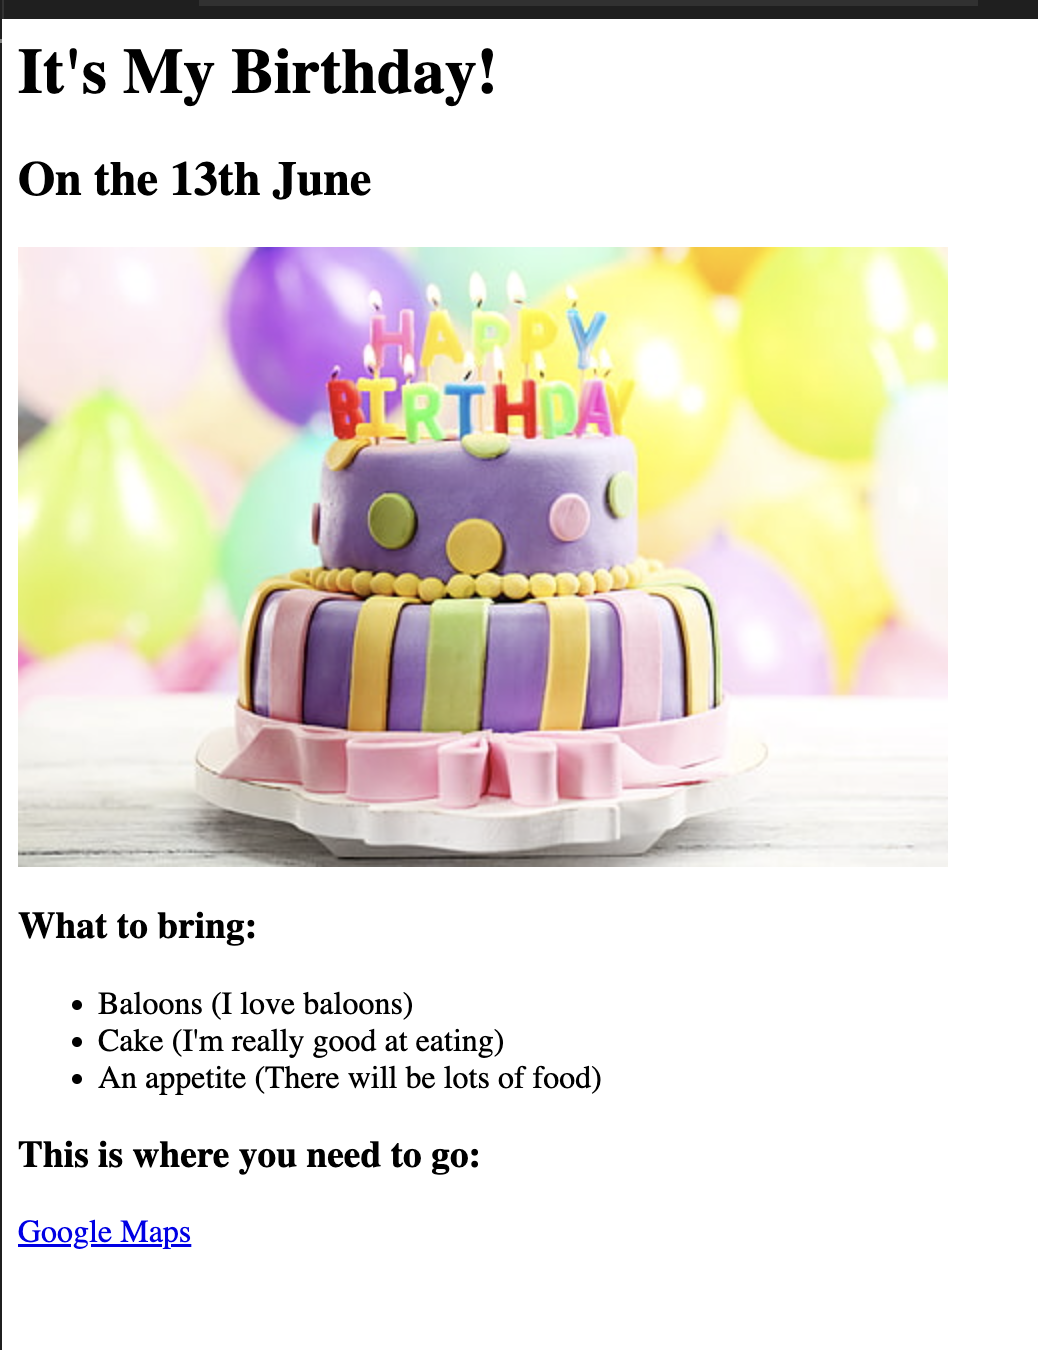 It's My Birthday!
On the 13th June
HAPPY
BIRTHDAY
What to bring:
Baloons (I love baloons)
Cake (I'm really good at eating)
An appetite (There will be lots of food)
This is where you need to go:
Google Maps